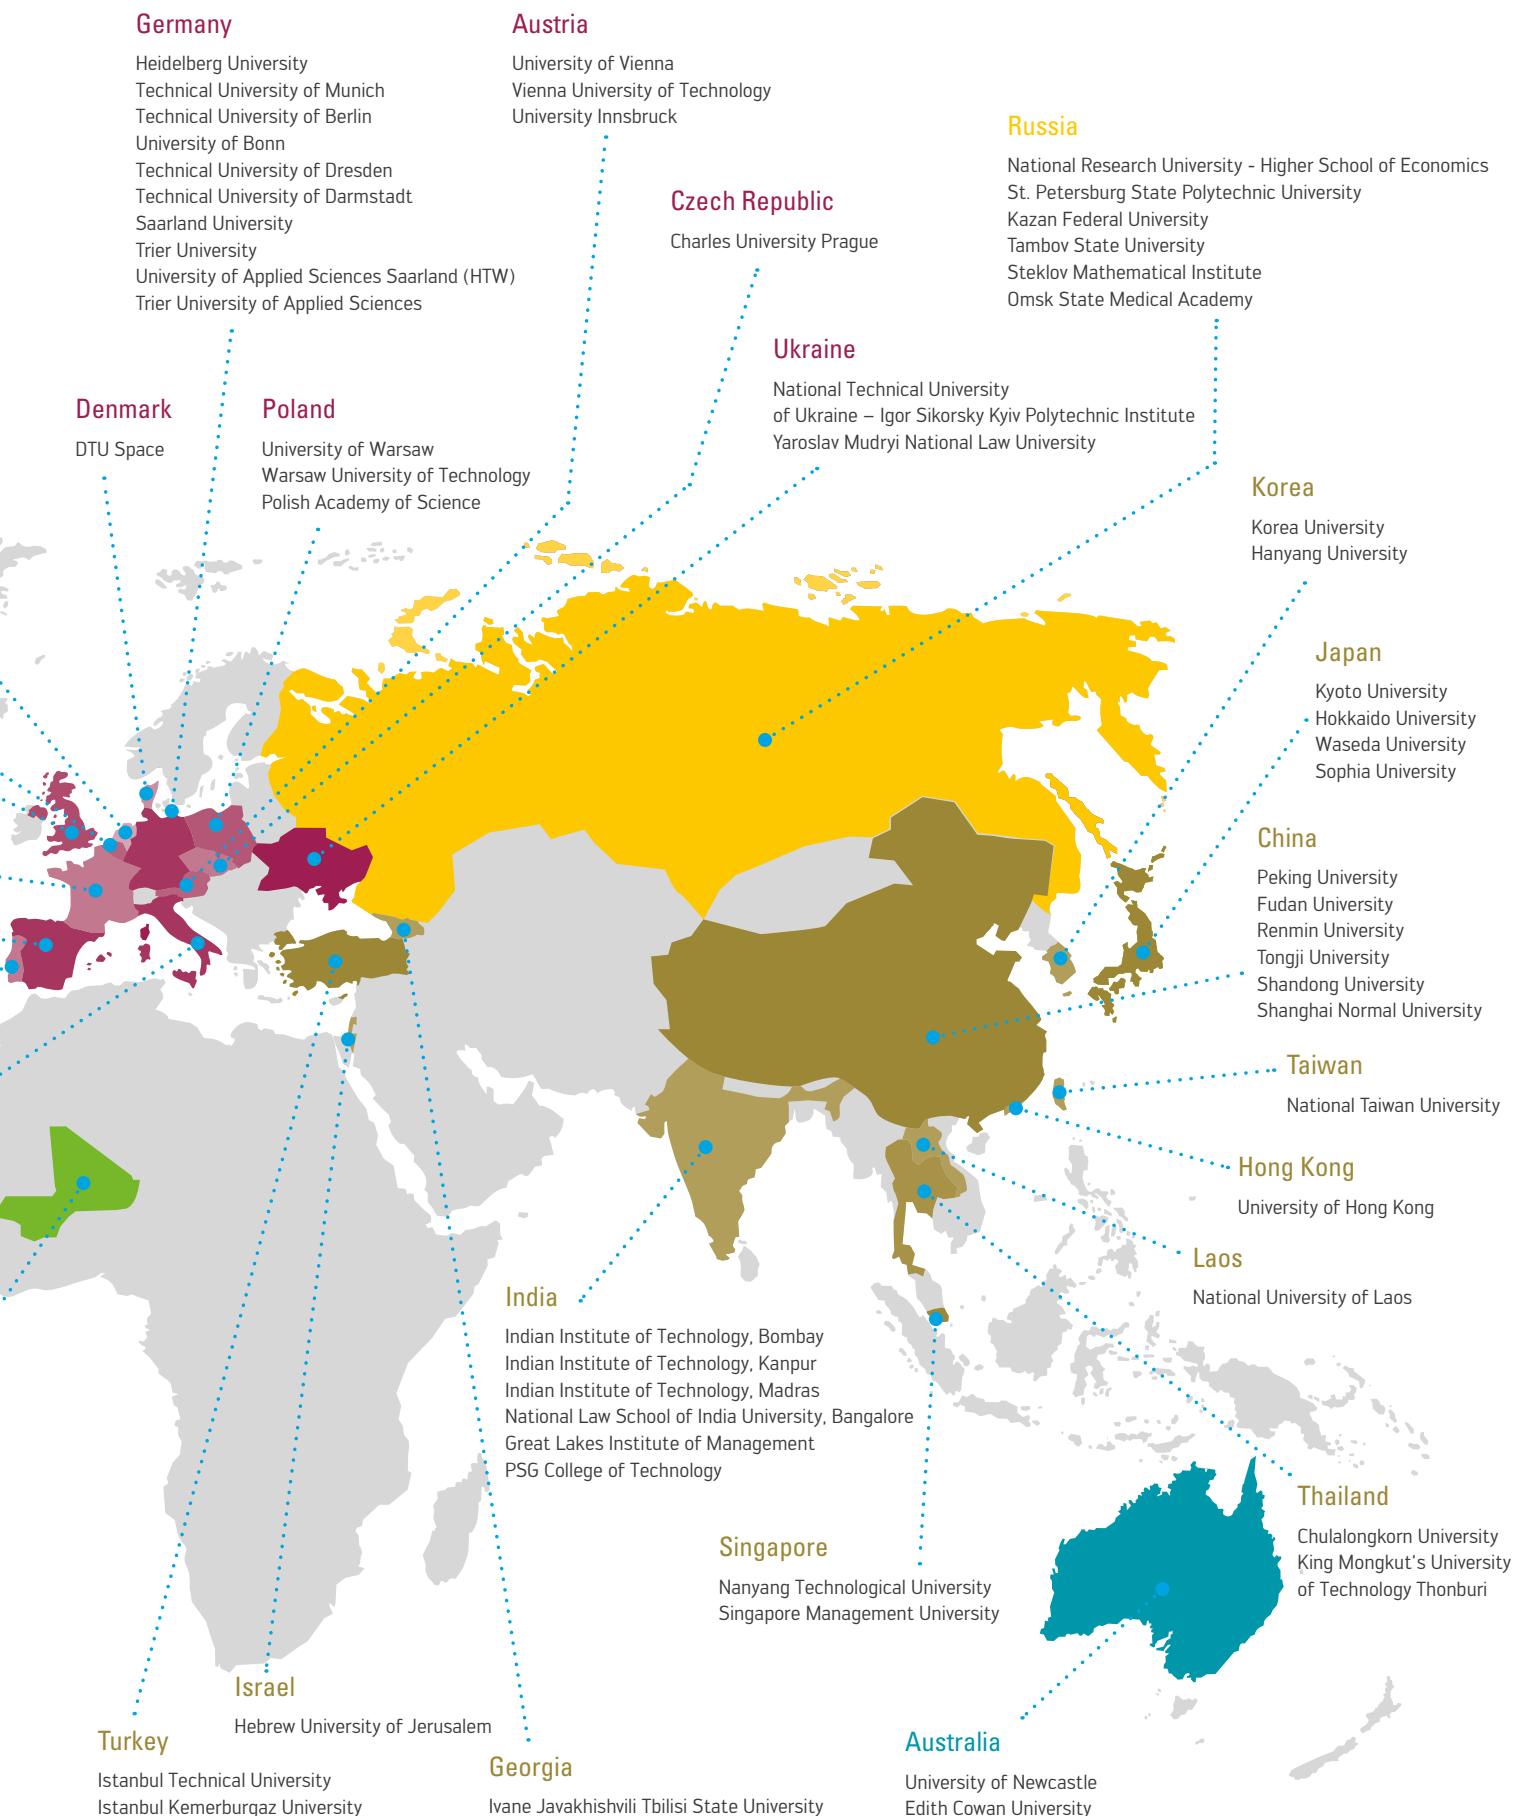 Germany
Heidelberg University
Technical University of Munich
Technical University of Berlin
University of Bonn
Technical University of Dresden
Technical University of Darmstadt
Saarland University
Trier University
University of Applied Sciences Saarland (HTW)
Trier University of Applied Sciences
Austria
University of Vienna
Vienna University of Technology
University Innsbruck
Russia
National Research University - Higher School of Economics
St. Petersburg State Polytechnic University
Kazan Federal University
Tambov State University
Steklov Mathematical Institute
Omsk State Medical Academy
Czech Republic
Charles University Prague
Ukraine
National Technical University
of Ukraine – Igor Sikorsky Kyiv Polytechnic Institute
Yaroslav Mudryi National Law University
Denmark
DTU Space
Poland
University of Warsaw
Warsaw University of Technology
Polish Academy of Science
Korea
Korea University
Hanyang University
Japan
Kyoto University
Hokkaido University
Waseda University
Sophia University
China
Peking University
Fudan University
Renmin University
Tongji University
Shandong University
Shanghai Normal University
Taiwan
National Taiwan University
Hong Kong
University of Hong Kong
Laos
National University of Laos
India
Indian Institute of Technology, Bombay
Indian Institute of Technology, Kanpur
Indian Institute of Technology, Madras
National Law School of India University, Bangalore
Great Lakes Institute of Management
PSG College of Technology
Thailand
Chulalongkorn University
King Mongkut's University
of Technology Thonburi
Singapore
Nanyang Technological University
Singapore Management University
Israel
Hebrew University of Jerusalem
Turkey
Istanbul Technical University
Istanbul Kemerburgaz University
Georgia
Ivane Javakhishvili Tbilisi State University
Australia
University of Newcastle
Edith Cowan University